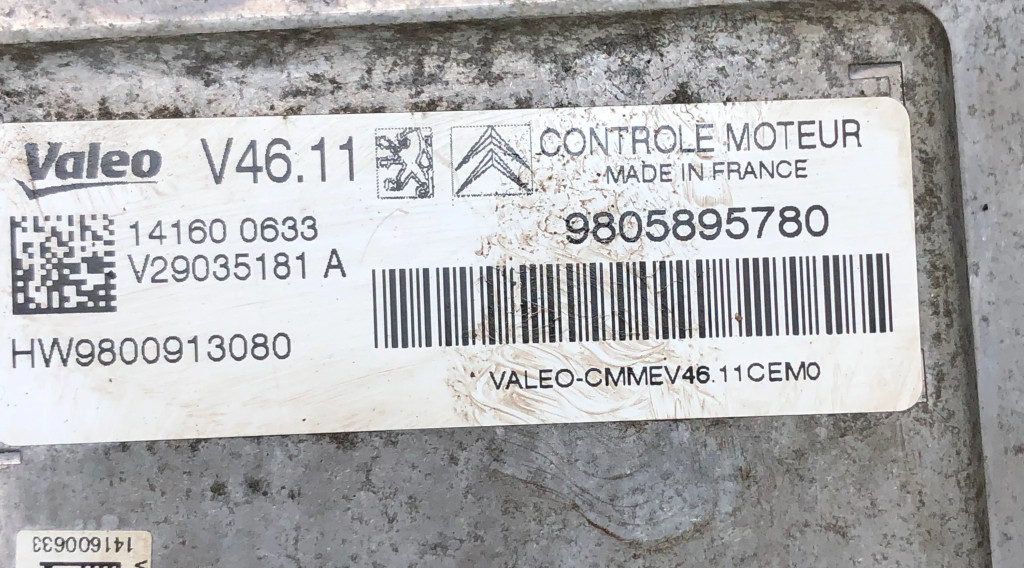 Valeo V46.11 CONTROLE MOTEUR
MADE IN FRANCE
14160 0633 9805895780
V29035181 A
HW9800913080
VALEO-CMMEV46.11CEM0
141600633